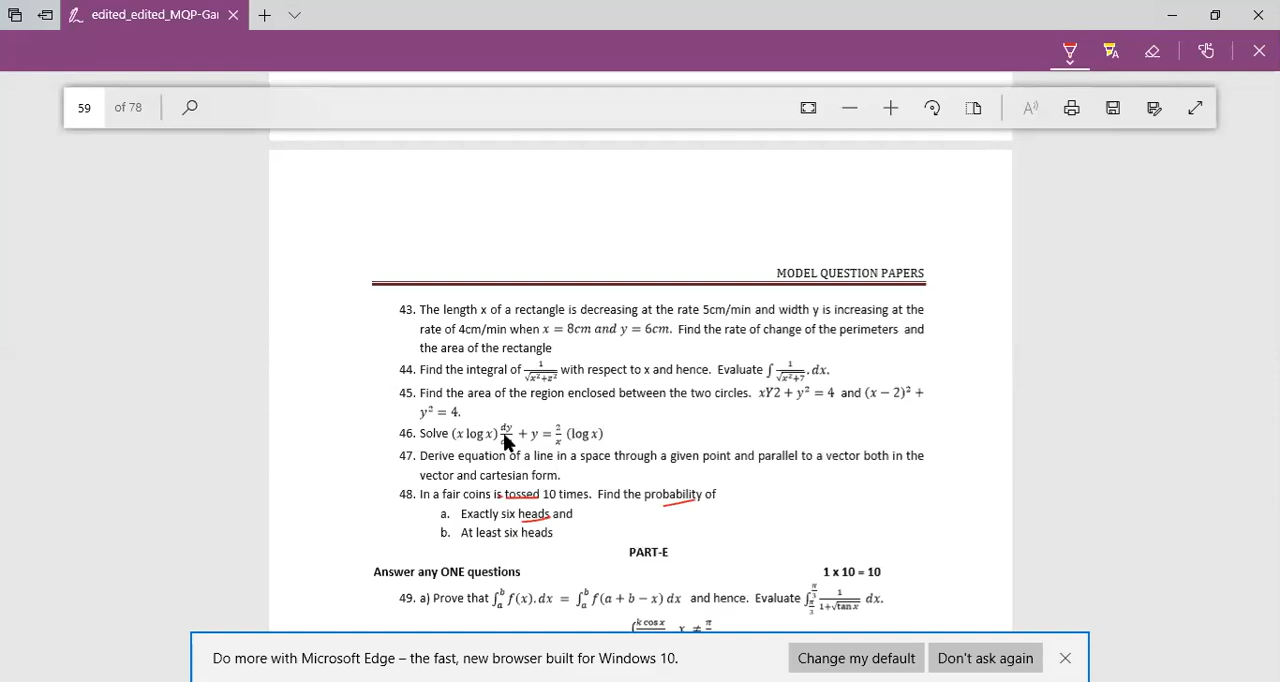 edited_edited_MQP-Gar
59 of 78
MODEL QUESTION PAPERS
43. The length x of a rectangle is decreasing at the rate 5cm/min and width y is increasing at the
rate of 4cm/min when x = 8cm and y = 6cm. Find the rate of change of the perimeters and
the area of the rectangle
44. Find the integral of 1/√(x²+z²) with respect to x and hence. Evaluate ∫ 1/√(x²+7) . dx.
45. Find the area of the region enclosed between the two circles. xY2 + y² = 4 and (x − 2)² +
y² = 4.
46. Solve (x log x) dy/ + y = 2/x (log x)
47. Derive equation of a line in a space through a given point and parallel to a vector both in the
vector and cartesian form.
48. In a fair coins is tossed 10 times. Find the probability of
a. Exactly six heads and
b. At least six heads
PART-E
Answer any ONE questions 1 x 10 = 10
49. a) Prove that ∫ₐᵇ f(x). dx = ∫ₐᵇ f(a + b − x) dx and hence. Evaluate ∫ 1/(1+√tan x) dx.
k cos x , x ≠ π
Do more with Microsoft Edge – the fast, new browser built for Windows 10.
Change my default
Don't ask again